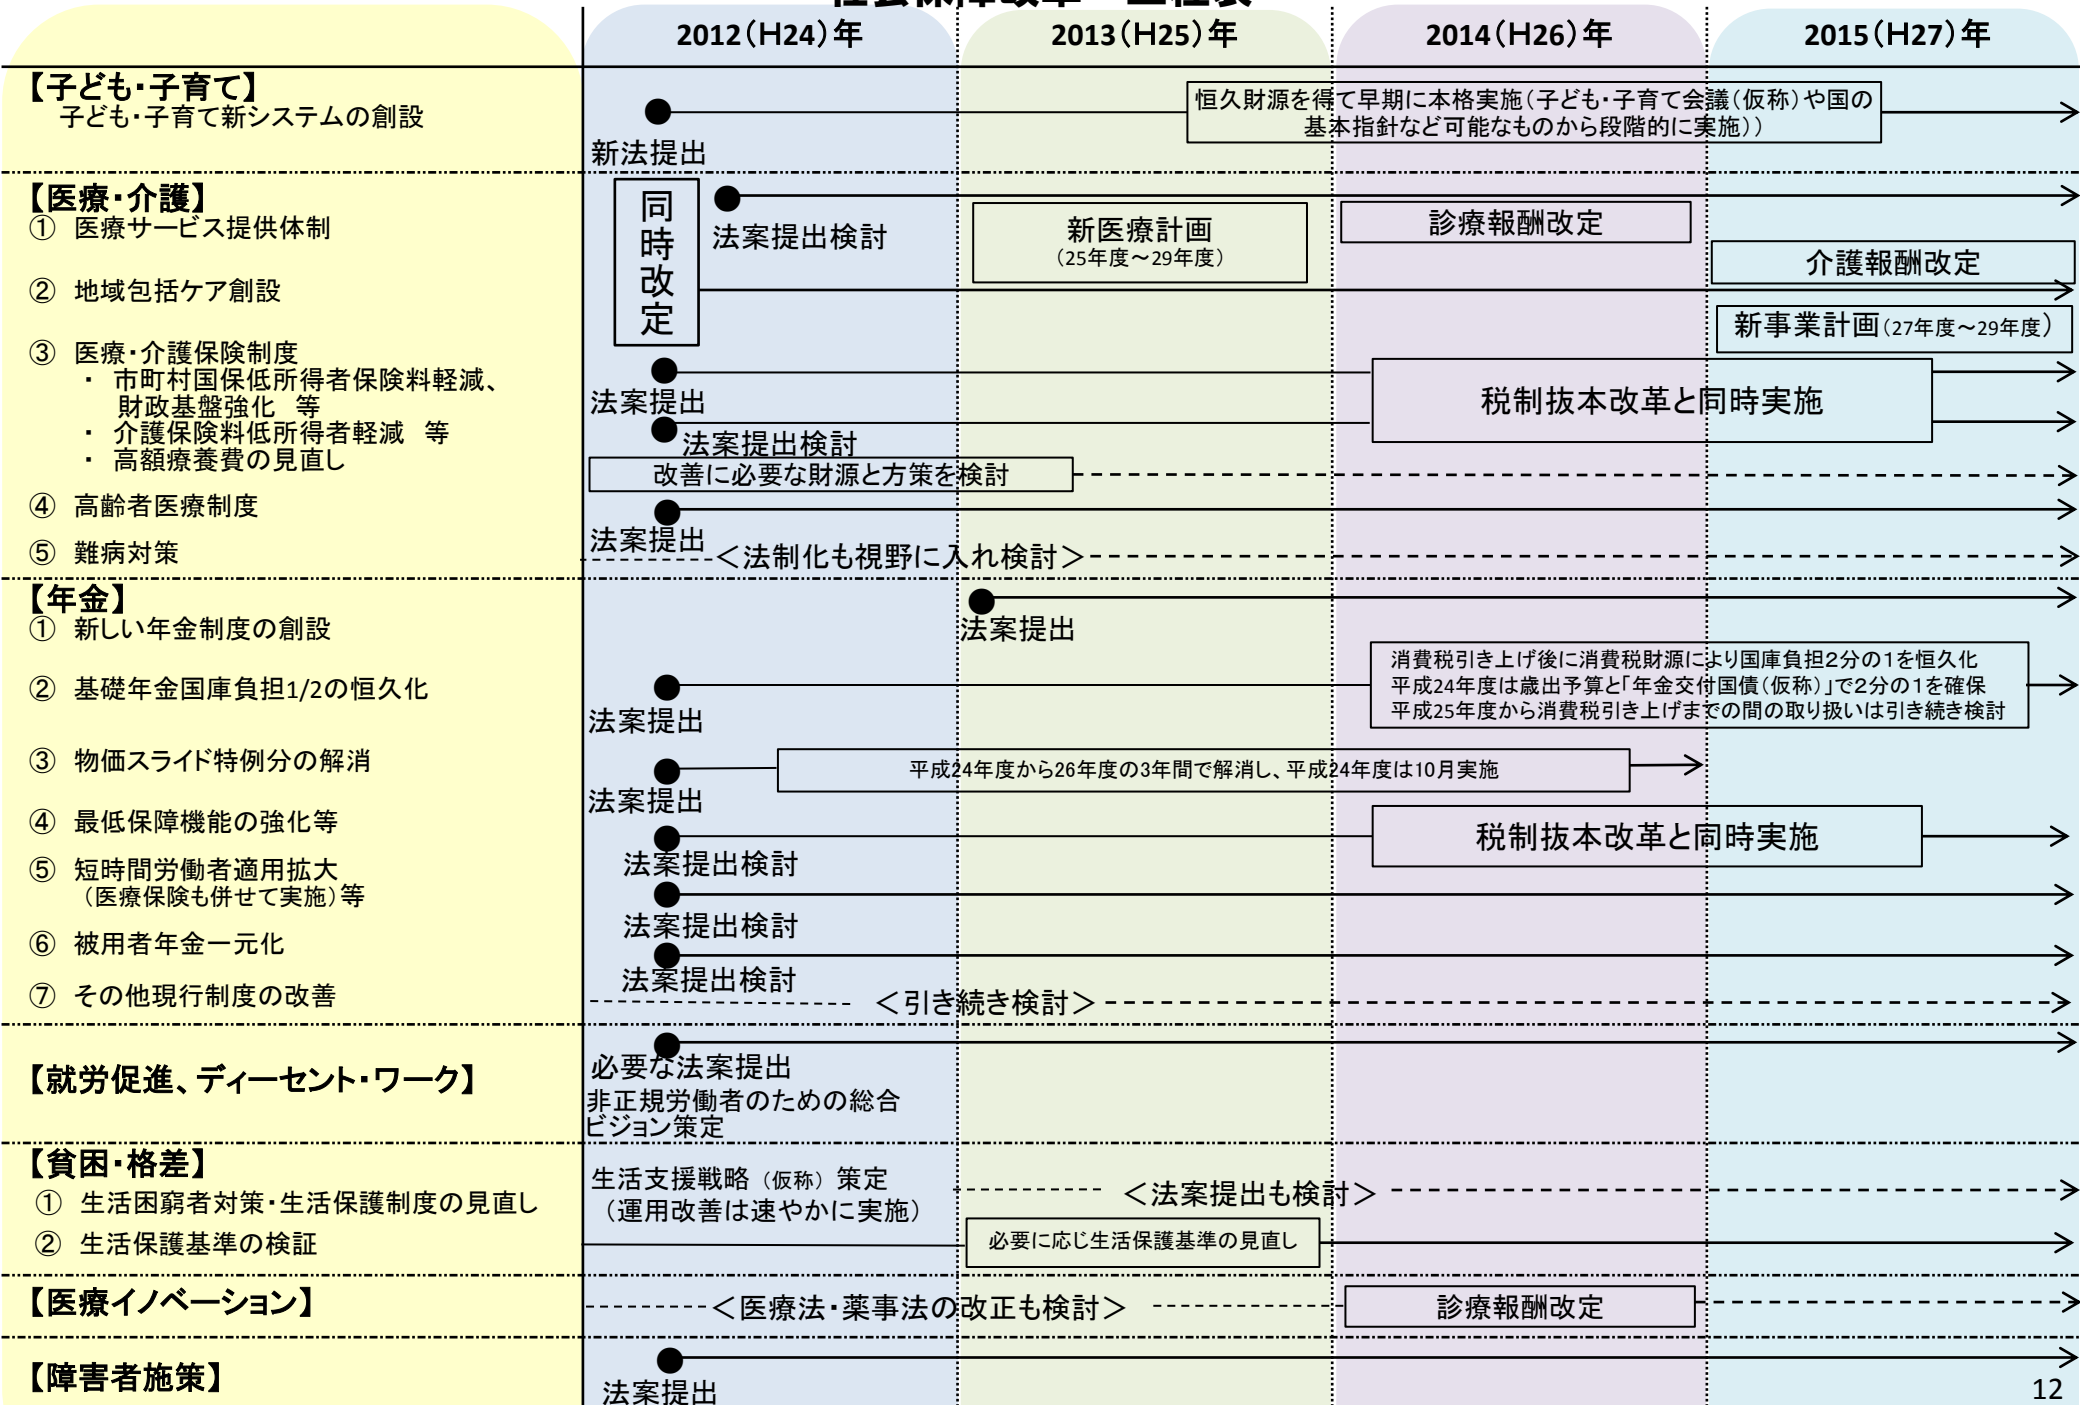 社会保障改革 工程表
2012(H24)年
2013(H25)年
2014(H26)年
2015(H27)年
【子ども・子育て】
子ども・子育て新システムの創設
新法提出
恒久財源を得て早期に本格実施(子ども・子育て会議(仮称)や国の
基本指針など可能なものから段階的に実施))
【医療・介護】
① 医療サービス提供体制
同時改定
法案提出検討
新医療計画
(25年度～29年度)
診療報酬改定
介護報酬改定
② 地域包括ケア創設
新事業計画(27年度～29年度)
③ 医療・介護保険制度
・ 市町村国保低所得者保険料軽減、
財政基盤強化 等
・ 介護保険料低所得者軽減 等
・ 高額療養費の見直し
法案提出
法案提出検討
税制抜本改革と同時実施
改善に必要な財源と方策を検討
④ 高齢者医療制度
法案提出
⑤ 難病対策
＜法制化も視野に入れ検討＞
【年金】
① 新しい年金制度の創設
法案提出
② 基礎年金国庫負担1/2の恒久化
法案提出
消費税引き上げ後に消費税財源により国庫負担2分の1を恒久化
平成24年度は歳出予算と「年金交付国債(仮称)」で2分の1を確保
平成25年度から消費税引き上げまでの間の取り扱いは引き続き検討
③ 物価スライド特例分の解消
法案提出
平成24年度から26年度の3年間で解消し、平成24年度は10月実施
④ 最低保障機能の強化等
法案提出検討
税制抜本改革と同時実施
⑤ 短時間労働者適用拡大
(医療保険も併せて実施)等
法案提出検討
⑥ 被用者年金一元化
法案提出検討
⑦ その他現行制度の改善
＜引き続き検討＞
【就労促進、ディーセント・ワーク】
必要な法案提出
非正規労働者のための総合
ビジョン策定
【貧困・格差】
① 生活困窮者対策・生活保護制度の見直し
生活支援戦略(仮称)策定
(運用改善は速やかに実施)
＜法案提出も検討＞
② 生活保護基準の検証
必要に応じ生活保護基準の見直し
【医療イノベーション】
＜医療法・薬事法の改正も検討＞
診療報酬改定
【障害者施策】
法案提出
12